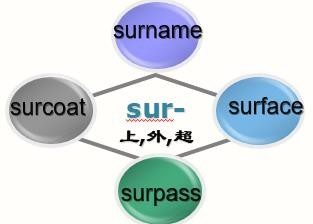 surname
surcoat
sur-
surface
上,外,超
surpass